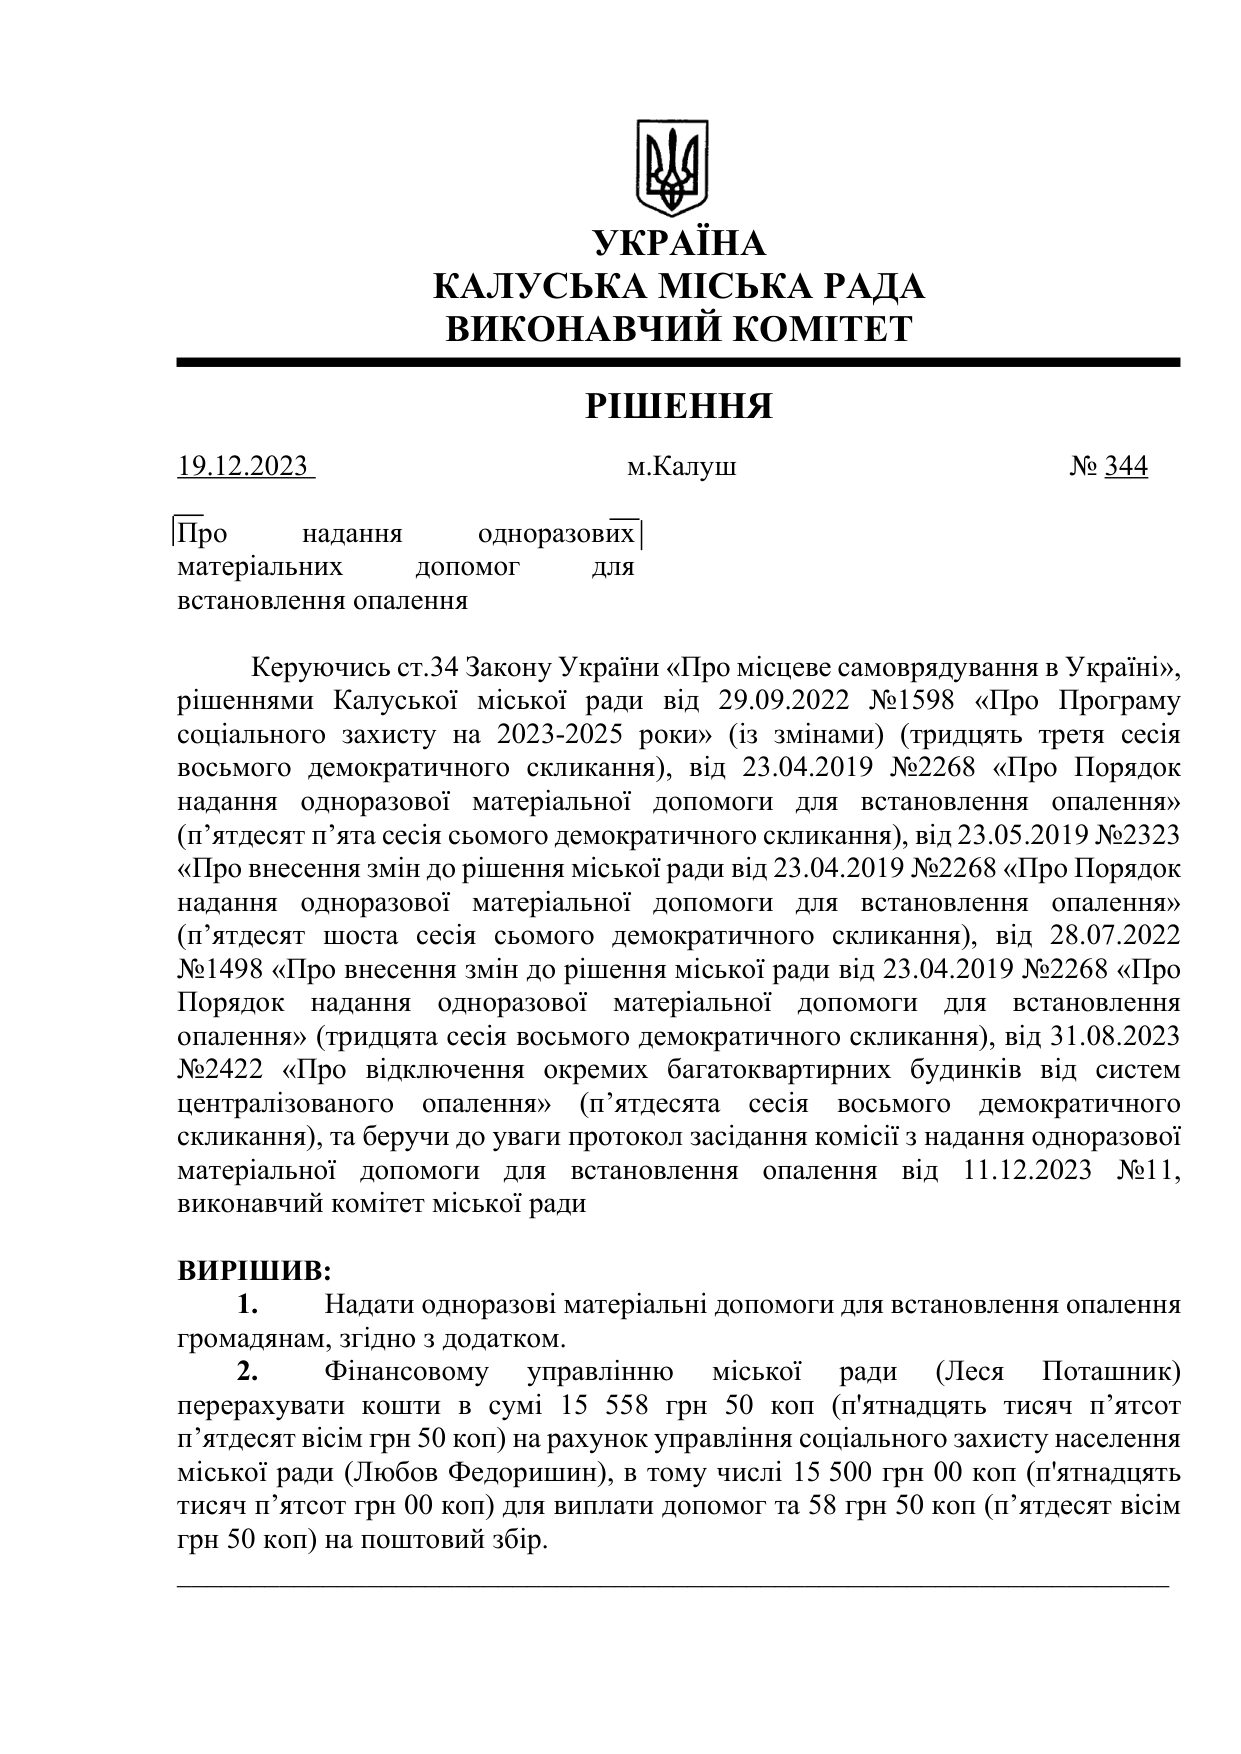 УКРАЇНА
КАЛУСЬКА МІСЬКА РАДА
ВИКОНАВЧИЙ КОМІТЕТ
РІШЕННЯ
19.12.2023 м.Калуш № 344
Про надання одноразових
матеріальних допомог для
встановлення опалення
Керуючись ст.34 Закону України «Про місцеве самоврядування в Україні»,
рішеннями Калуської міської ради від 29.09.2022 №1598 «Про Програму
соціального захисту на 2023-2025 роки» (із змінами) (тридцять третя сесія
восьмого демократичного скликання), від 23.04.2019 №2268 «Про Порядок
надання одноразової матеріальної допомоги для встановлення опалення»
(п’ятдесят п’ята сесія сьомого демократичного скликання), від 23.05.2019 №2323
«Про внесення змін до рішення міської ради від 23.04.2019 №2268 «Про Порядок
надання одноразової матеріальної допомоги для встановлення опалення»
(п’ятдесят шоста сесія сьомого демократичного скликання), від 28.07.2022
№1498 «Про внесення змін до рішення міської ради від 23.04.2019 №2268 «Про
Порядок надання одноразової матеріальної допомоги для встановлення
опалення» (тридцята сесія восьмого демократичного скликання), від 31.08.2023
№2422 «Про відключення окремих багатоквартирних будинків від систем
централізованого опалення» (п’ятдесята сесія восьмого демократичного
скликання), та беручи до уваги протокол засідання комісії з надання одноразової
матеріальної допомоги для встановлення опалення від 11.12.2023 №11,
виконавчий комітет міської ради
ВИРІШИВ:
1. Надати одноразові матеріальні допомоги для встановлення опалення
громадянам, згідно з додатком.
2. Фінансовому управлінню міської ради (Леся Поташник)
перерахувати кошти в сумі 15 558 грн 50 коп (п'ятнадцять тисяч п’ятсот
п’ятдесят вісім грн 50 коп) на рахунок управління соціального захисту населення
міської ради (Любов Федоришин), в тому числі 15 500 грн 00 коп (п'ятнадцять
тисяч п’ятсот грн 00 коп) для виплати допомог та 58 грн 50 коп (п’ятдесят вісім
грн 50 коп) на поштовий збір.